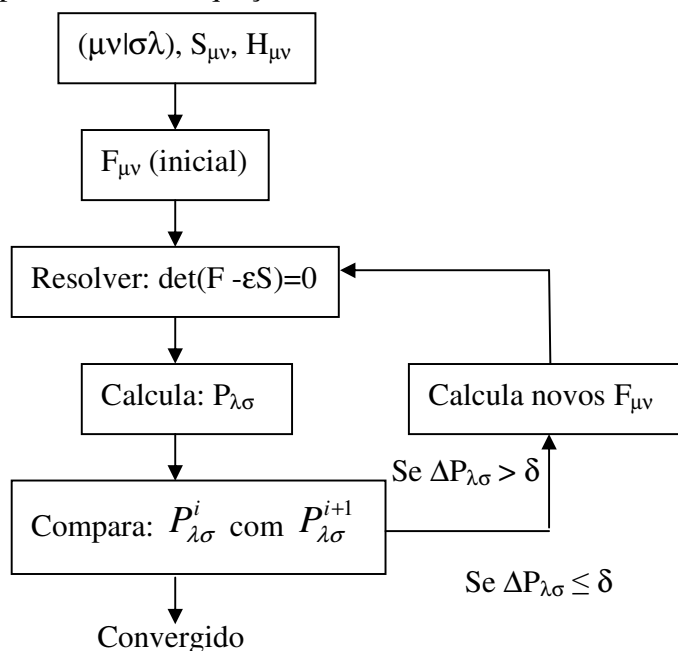 (μν|σλ), S_μν, H_μν
F_μν (inicial)
Resolver: det(F -εS)=0
Calcula: P_λσ
Calcula novos F_μν
Se ΔP_λσ > δ
Compara: P^i_λσ com P^{i+1}_λσ
Se ΔP_λσ ≤ δ
Convergido